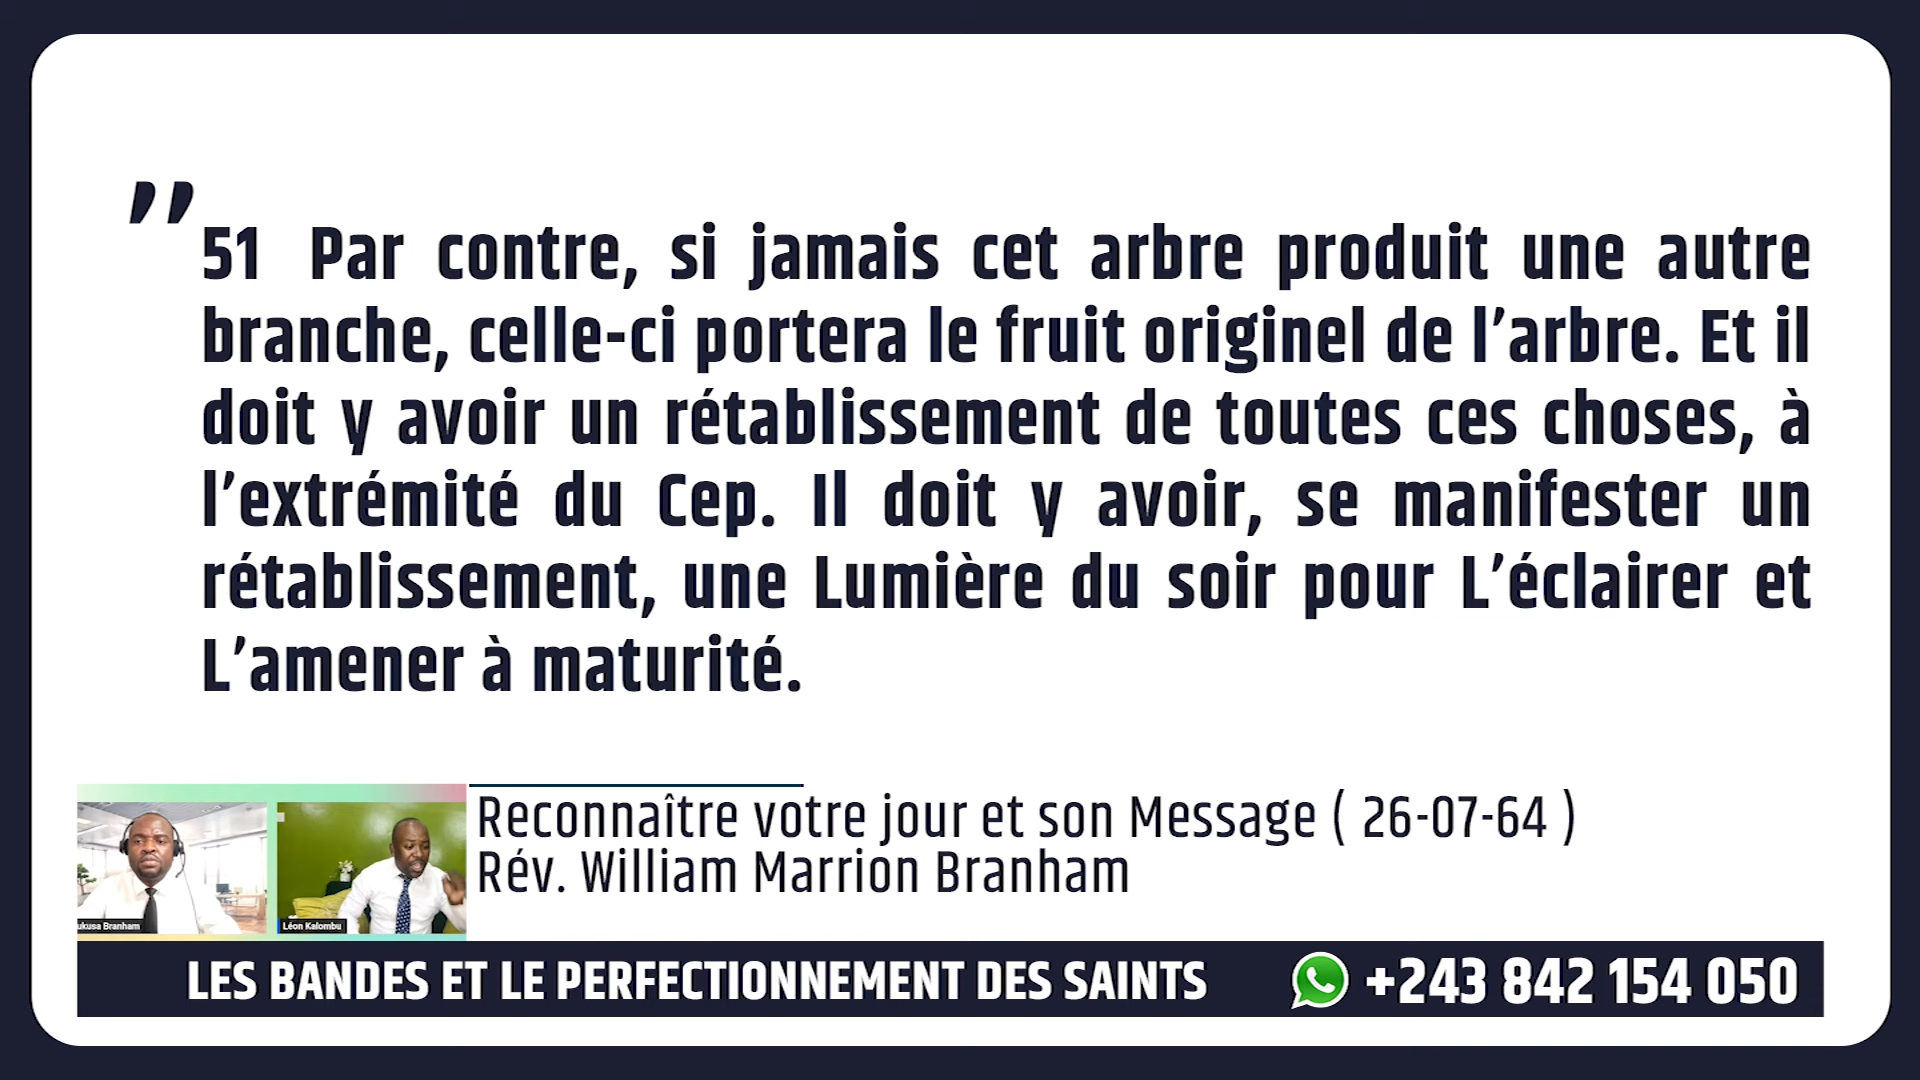 ”
51 Par contre, si jamais cet arbre produit une autre
branche, celle-ci portera le fruit originel de l’arbre. Et il
doit y avoir un rétablissement de toutes ces choses, à
l’extrémité du Cep. Il doit y avoir, se manifester un
rétablissement, une Lumière du soir pour L’éclairer et
L’amener à maturité.
Reconnaître votre jour et son Message ( 26-07-64 )
Rév. William Marrion Branham
ukusa Branham
Léon Kalombu
LES BANDES ET LE PERFECTIONNEMENT DES SAINTS
+243 842 154 050